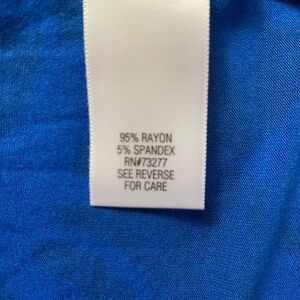 95% RAYON
5% SPANDEX
RN#73277
SEE REVERSE
FOR CARE